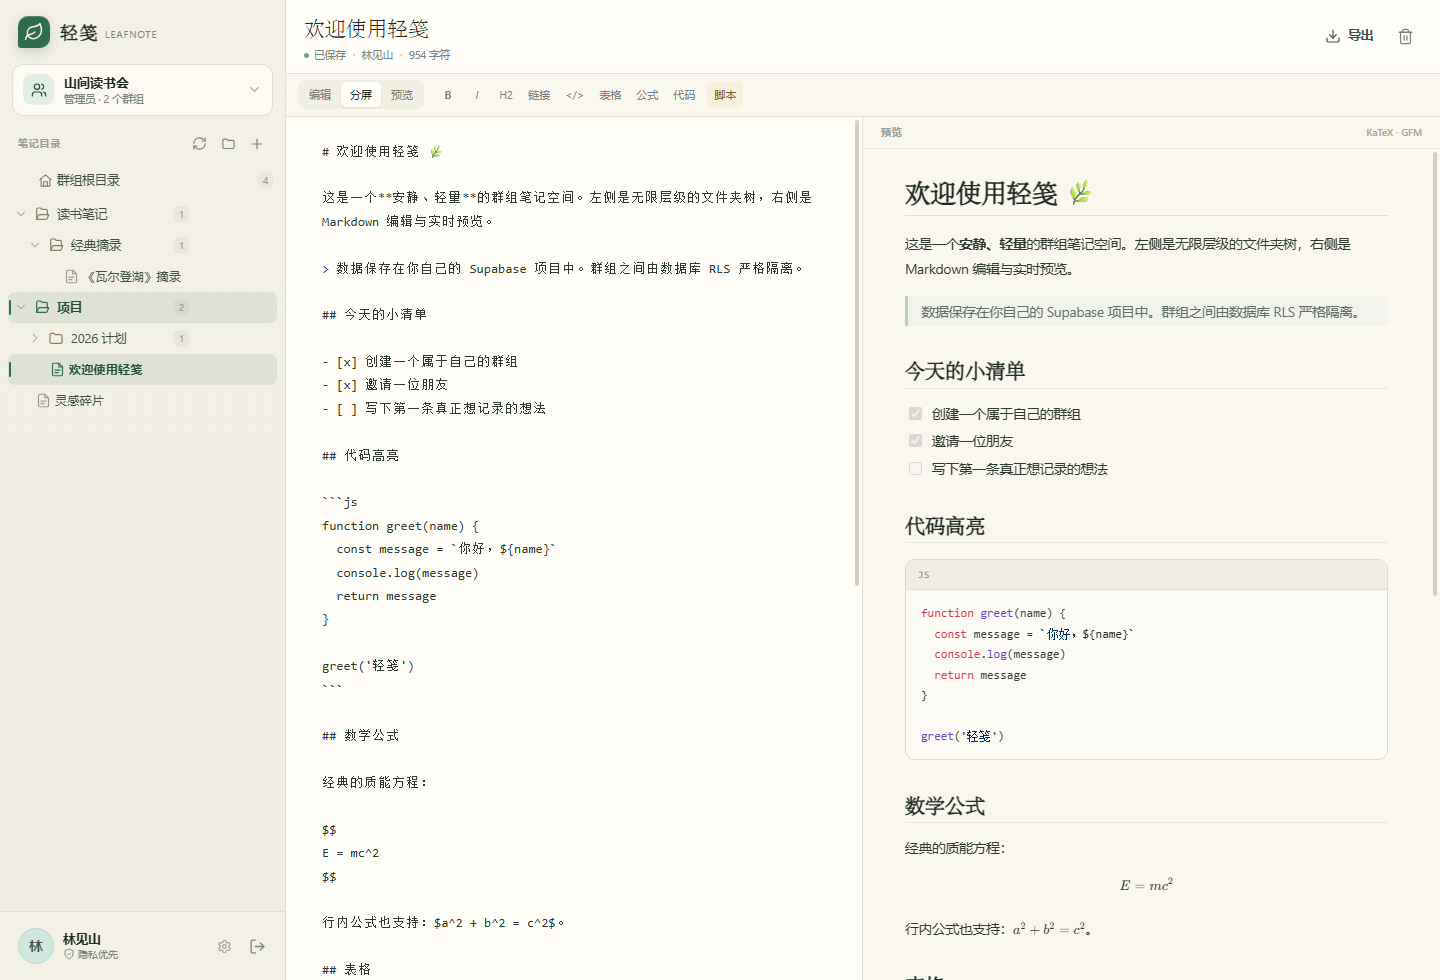 轻笺 LEAFNOTE
山间读书会
管理员 · 2 个群组
笔记目录
群组根目录 4
读书笔记 1
经典摘录 1
《瓦尔登湖》摘录
项目 2
2026 计划 1
欢迎使用轻笺
灵感碎片
林 林见山
隐私优先
欢迎使用轻笺
已保存 · 林见山 · 954 字符
导出
编辑 分屏 预览 B I H2 链接 </> 表格 公式 代码 脚本
# 欢迎使用轻笺 🌿
这是一个**安静、轻量**的群组笔记空间。左侧是无限层级的文件夹树，右侧是
Markdown 编辑与实时预览。
> 数据保存在你自己的 Supabase 项目中。群组之间由数据库 RLS 严格隔离。
## 今天的小清单
- [x] 创建一个属于自己的群组
- [x] 邀请一位朋友
- [ ] 写下第一条真正想记录的想法
## 代码高亮
```js
function greet(name) {
  const message = `你好，${name}`
  console.log(message)
  return message
}
greet('轻笺')
```
## 数学公式
经典的质能方程：
$$
E = mc^2
$$
行内公式也支持：$a^2 + b^2 = c^2$。
## 表格
预览 KaTeX · GFM
欢迎使用轻笺 🌿
这是一个安静、轻量的群组笔记空间。左侧是无限层级的文件夹树，右侧是
Markdown 编辑与实时预览。
数据保存在你自己的 Supabase 项目中。群组之间由数据库 RLS 严格隔离。
今天的小清单
创建一个属于自己的群组
邀请一位朋友
写下第一条真正想记录的想法
代码高亮
JS
function greet(name) {
  const message = `你好，${name}`
  console.log(message)
  return message
}
greet('轻笺')
数学公式
经典的质能方程：
E = mc²
行内公式也支持：a² + b² = c²。